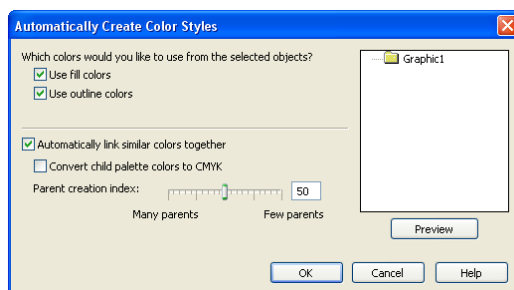 Automatically Create Color Styles
Which colors would you like to use from the selected objects?
Use fill colors
Use outline colors
Graphic1
Automatically link similar colors together
Convert child palette colors to CMYK
Parent creation index:
50
Many parents
Few parents
Preview
OK
Cancel
Help